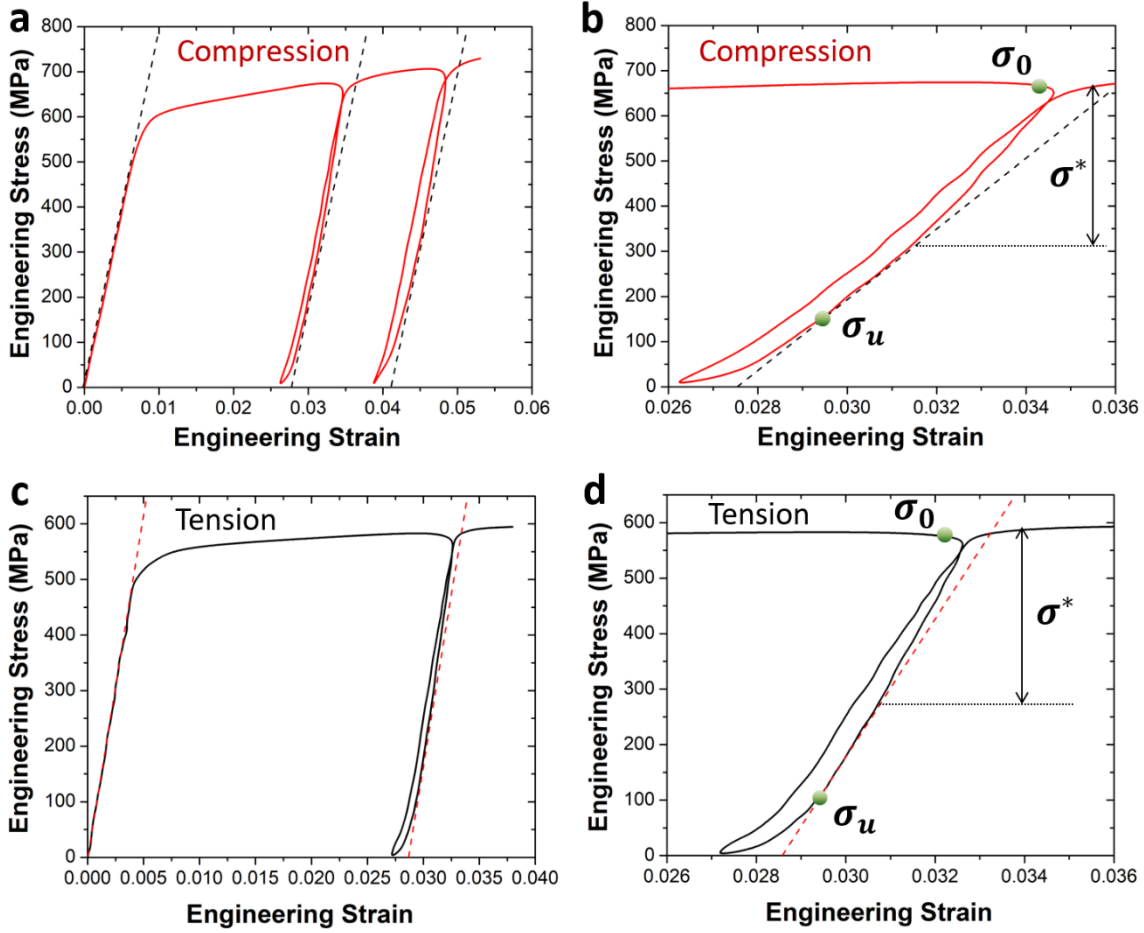 a
Compression
Engineering Stress (MPa)
800
700
600
500
400
300
200
100
0
0.00 0.01 0.02 0.03 0.04 0.05 0.06
Engineering Strain
b
Compression
σ₀
σ*
σᵤ
Engineering Stress (MPa)
800
700
600
500
400
300
200
100
0
0.026 0.028 0.030 0.032 0.034 0.036
Engineering Strain
c
Tension
Engineering Stress (MPa)
600
500
400
300
200
100
0
0.000 0.005 0.010 0.015 0.020 0.025 0.030 0.035 0.040
Engineering Strain
d
Tension
σ₀
σ*
σᵤ
Engineering Stress (MPa)
600
500
400
300
200
100
0
0.026 0.028 0.030 0.032 0.034 0.036
Engineering Strain